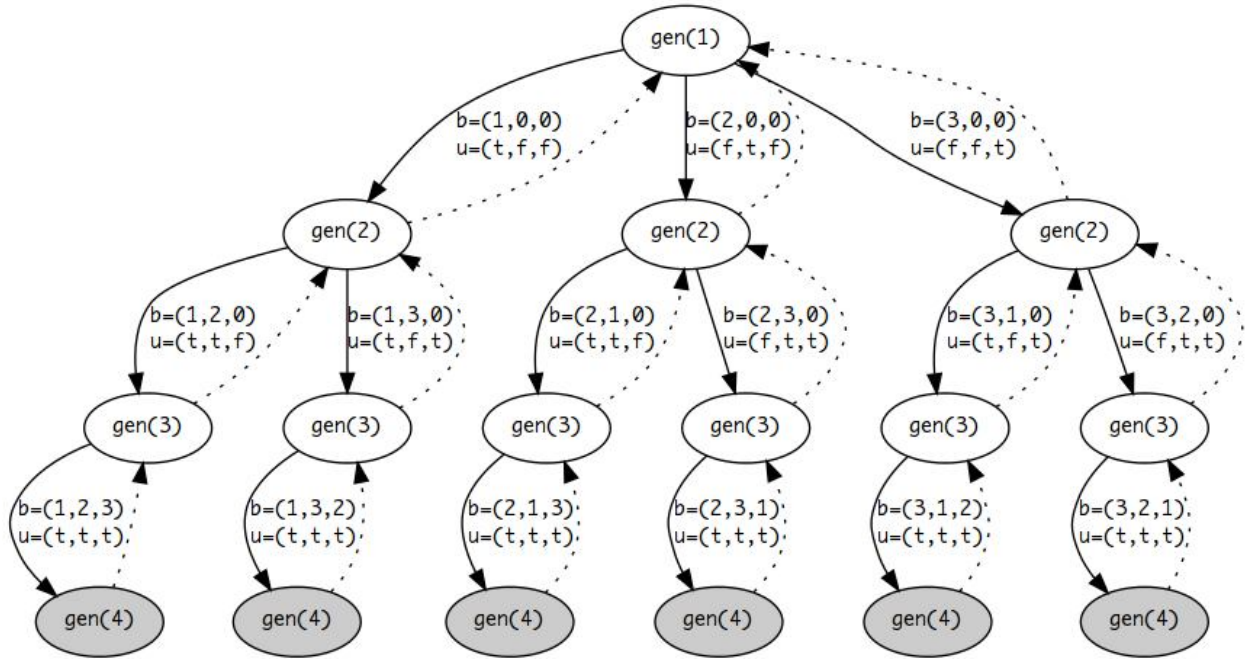 gen(1)
b=(1,0,0)
u=(t,f,f)
b=(2,0,0)
u=(f,t,f)
b=(3,0,0)
u=(f,f,t)
gen(2)
gen(2)
gen(2)
b=(1,2,0)
u=(t,t,f)
b=(1,3,0)
u=(t,f,t)
b=(2,1,0)
u=(t,t,f)
b=(2,3,0)
u=(f,t,t)
b=(3,1,0)
u=(t,f,t)
b=(3,2,0)
u=(f,t,t)
gen(3)
gen(3)
gen(3)
gen(3)
gen(3)
gen(3)
b=(1,2,3)
u=(t,t,t)
b=(1,3,2)
u=(t,t,t)
b=(2,1,3)
u=(t,t,t)
b=(2,3,1)
u=(t,t,t)
b=(3,1,2)
u=(t,t,t)
b=(3,2,1)
u=(t,t,t)
gen(4)
gen(4)
gen(4)
gen(4)
gen(4)
gen(4)